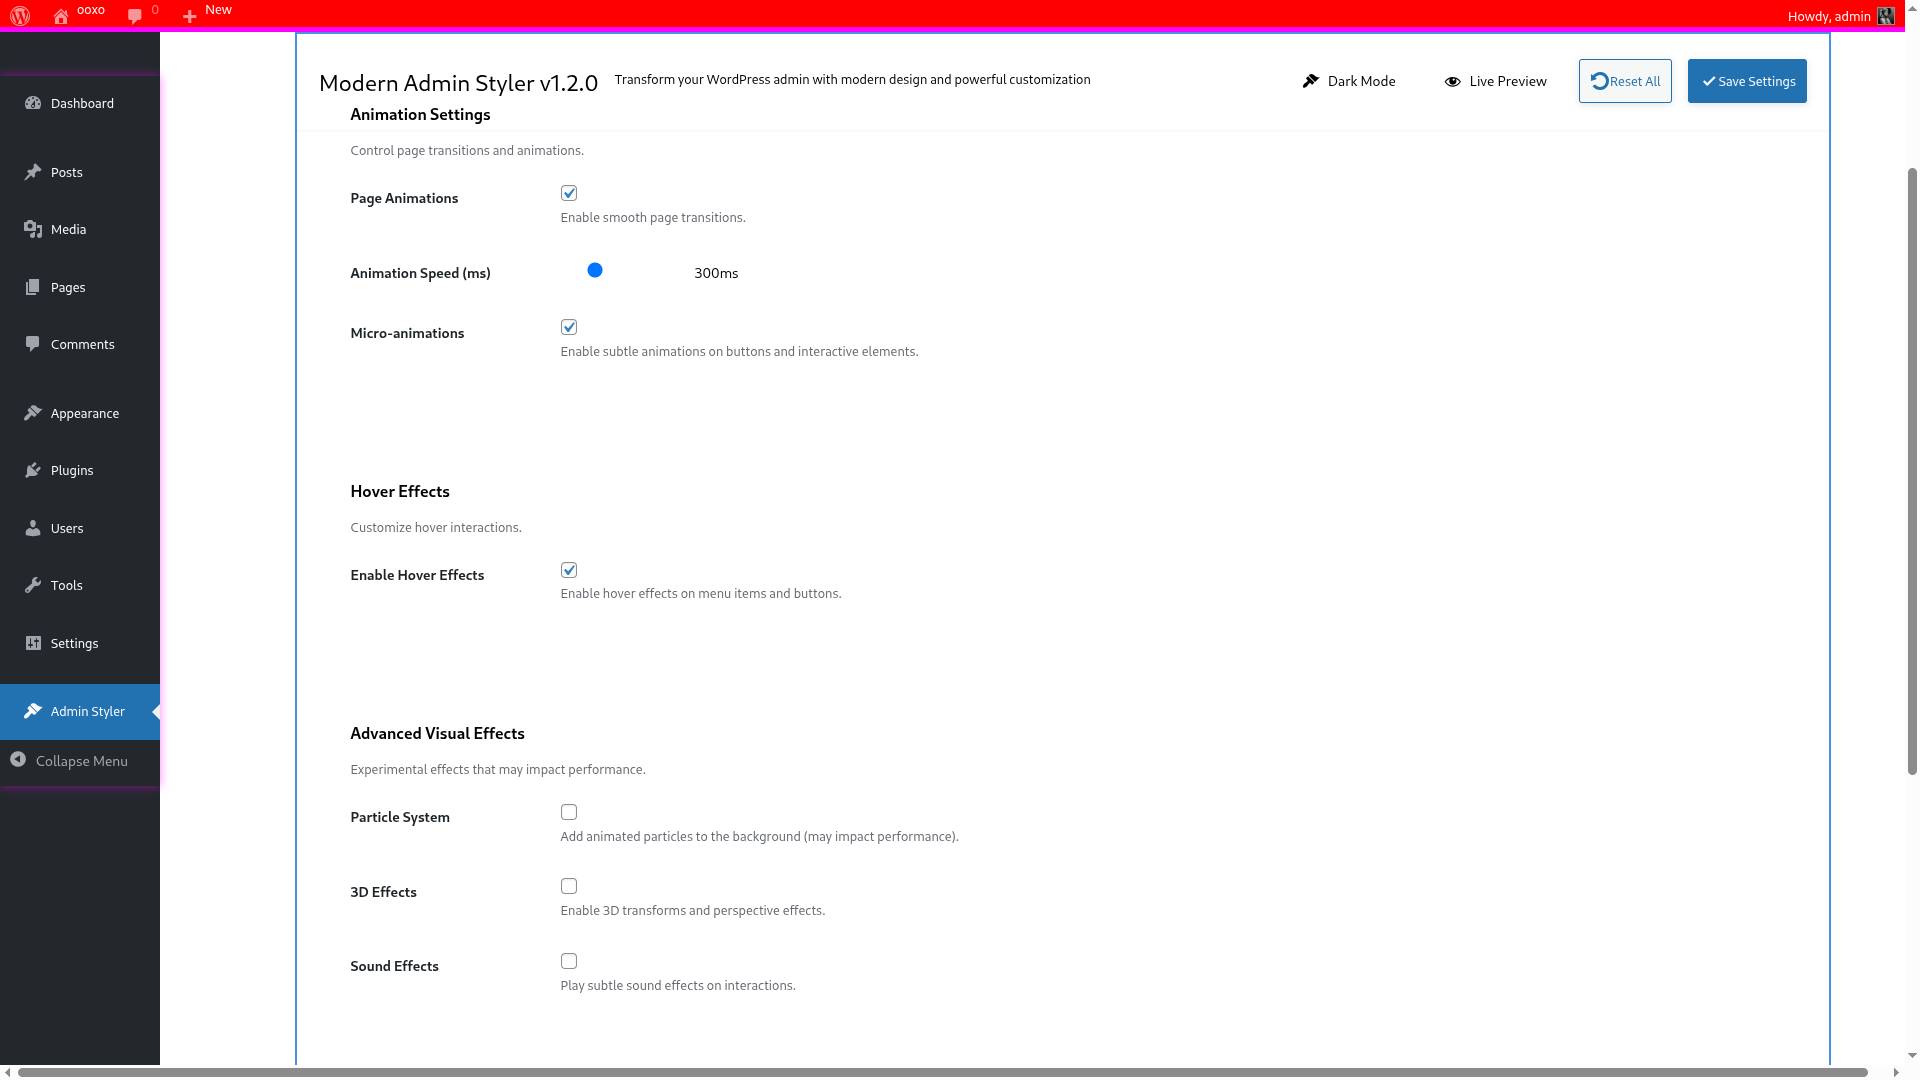 ooxo
0
New
Howdy, admin
Dashboard
Posts
Media
Pages
Comments
Appearance
Plugins
Users
Tools
Settings
Admin Styler
Collapse Menu
Modern Admin Styler v1.2.0
Transform your WordPress admin with modern design and powerful customization
Dark Mode
Live Preview
Reset All
Save Settings
Animation Settings
Control page transitions and animations.
Page Animations
Enable smooth page transitions.
Animation Speed (ms)
300ms
Micro-animations
Enable subtle animations on buttons and interactive elements.
Hover Effects
Customize hover interactions.
Enable Hover Effects
Enable hover effects on menu items and buttons.
Advanced Visual Effects
Experimental effects that may impact performance.
Particle System
Add animated particles to the background (may impact performance).
3D Effects
Enable 3D transforms and perspective effects.
Sound Effects
Play subtle sound effects on interactions.